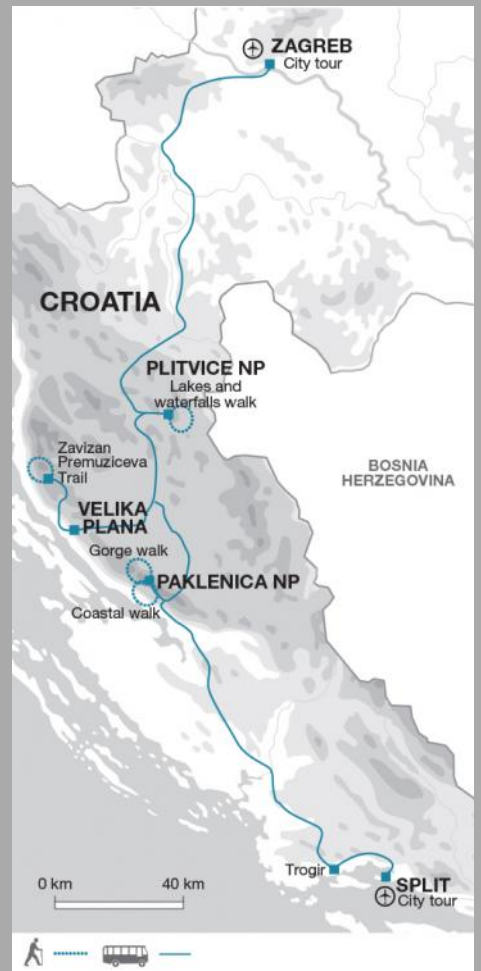 ZAGREB
City tour
CROATIA
PLITVICE NP
Lakes and
waterfalls walk
Zavizan
Premuziceva
Trail
BOSNIA
HERZEGOVINA
VELIKA
PLANA
Gorge walk
PAKLENICA NP
Coastal walk
Trogir
SPLIT
City tour
0 km 40 km